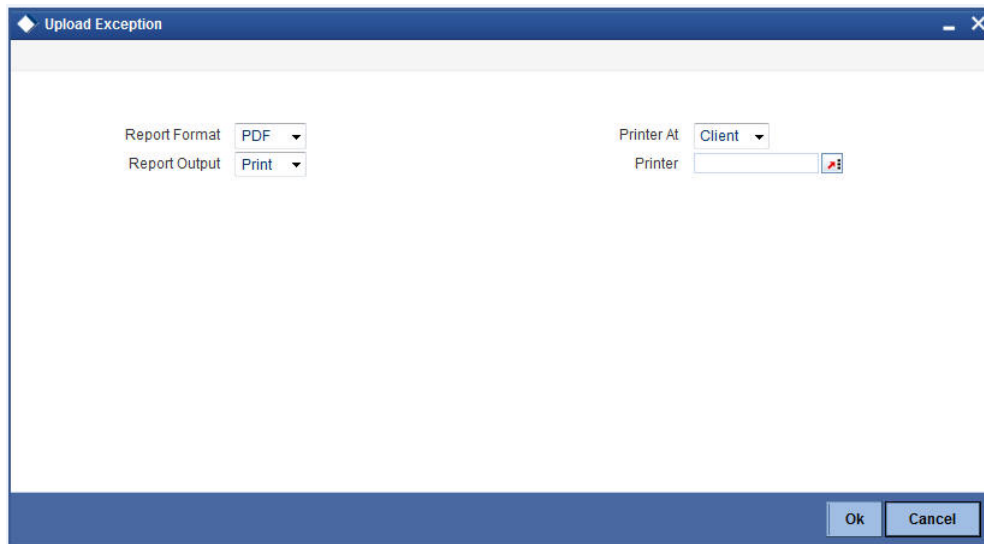 Upload Exception
Report Format PDF Printer At Client
Report Output Print Printer
Ok Cancel